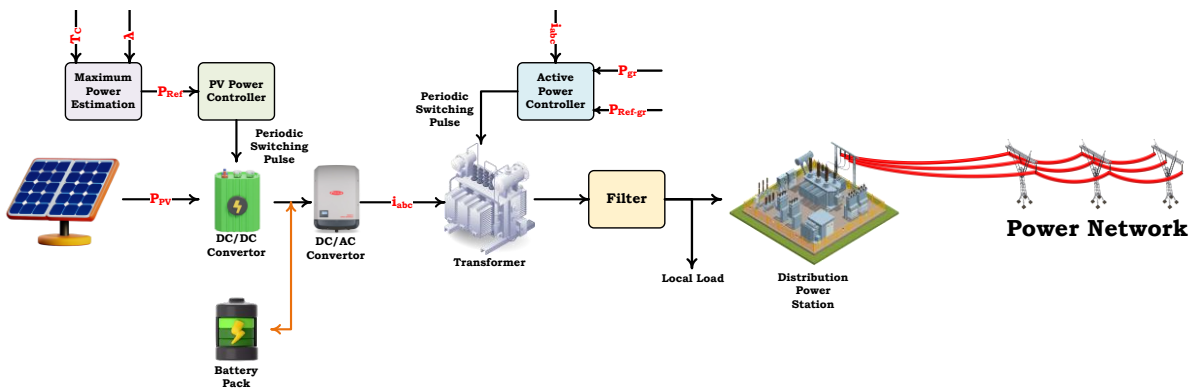 T_C
λ
i_abc
Maximum
Power
Estimation
P_Ref
PV Power
Controller
Active
Power
Controller
P_gr
P_Ref-gr
Periodic
Switching
Pulse
Periodic
Switching
Pulse
P_PV
DC/DC
Convertor
DC/AC
Convertor
i_abc
Transformer
Filter
Local Load
Distribution
Power
Station
Power Network
Battery
Pack